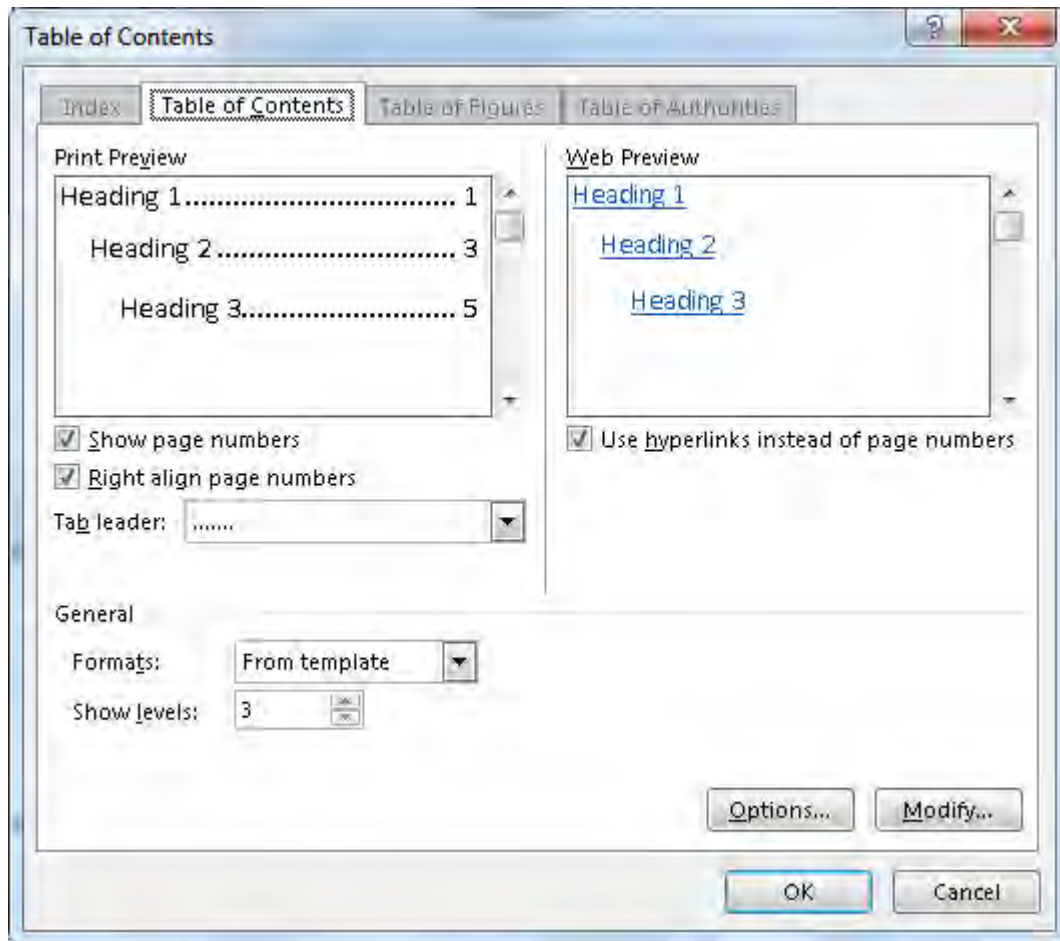 Table of Contents
Index Table of Contents Table of Figures Table of Authorities
Print Preview
Heading 1.................................. 1
Heading 2.............................. 3
Heading 3........................... 5
Show page numbers
Right align page numbers
Tab leader: .......
Web Preview
Heading 1
Heading 2
Heading 3
Use hyperlinks instead of page numbers
General
Formats: From template
Show levels: 3
Options... Modify...
OK Cancel